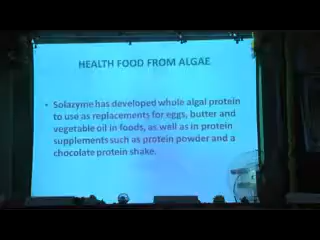 HEALTH FOOD FROM ALGAE
• Solazyme has developed whole algal protein
to use as replacements for eggs, butter and
vegetable oil in foods, as well as in protein
supplements such as protein powder and a
chocolate protein shake.